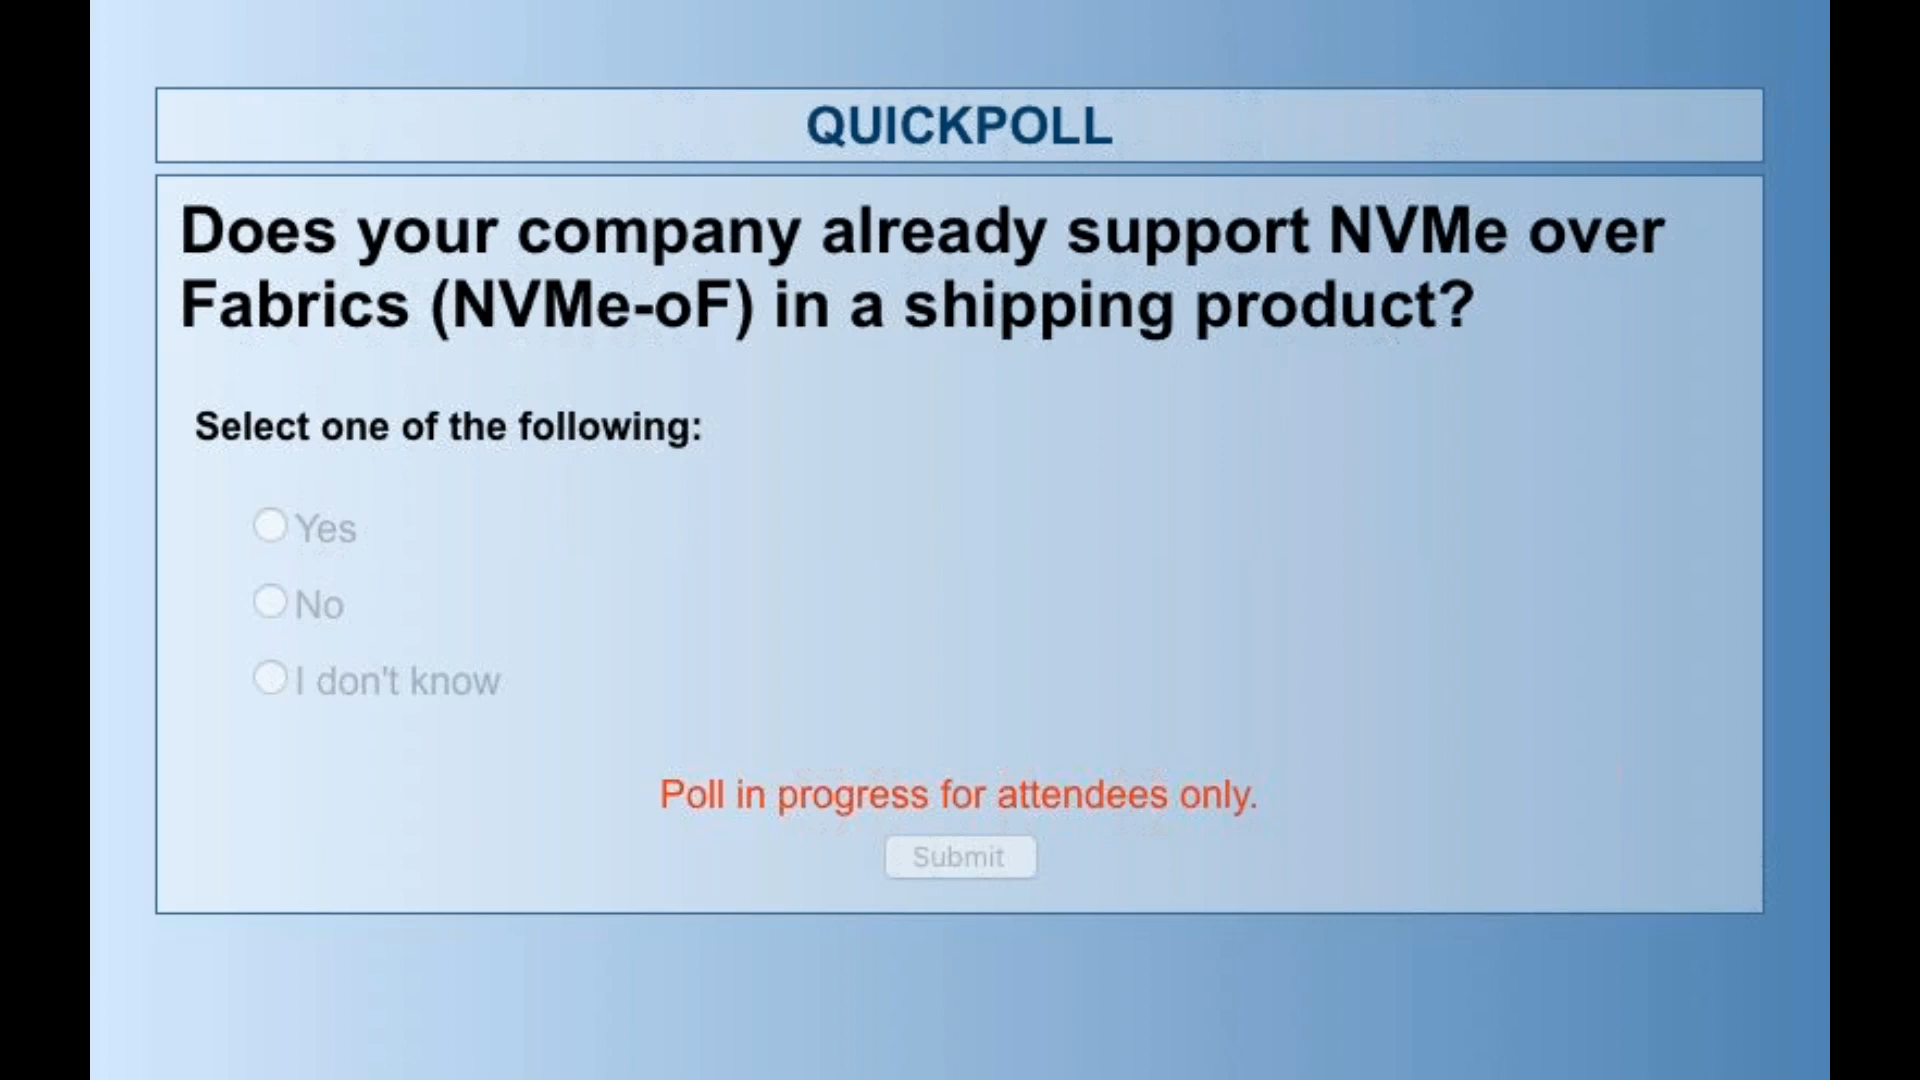 QUICKPOLL
Does your company already support NVMe over
Fabrics (NVMe-oF) in a shipping product?
Select one of the following:
Yes
No
I don't know
Poll in progress for attendees only.
Submit